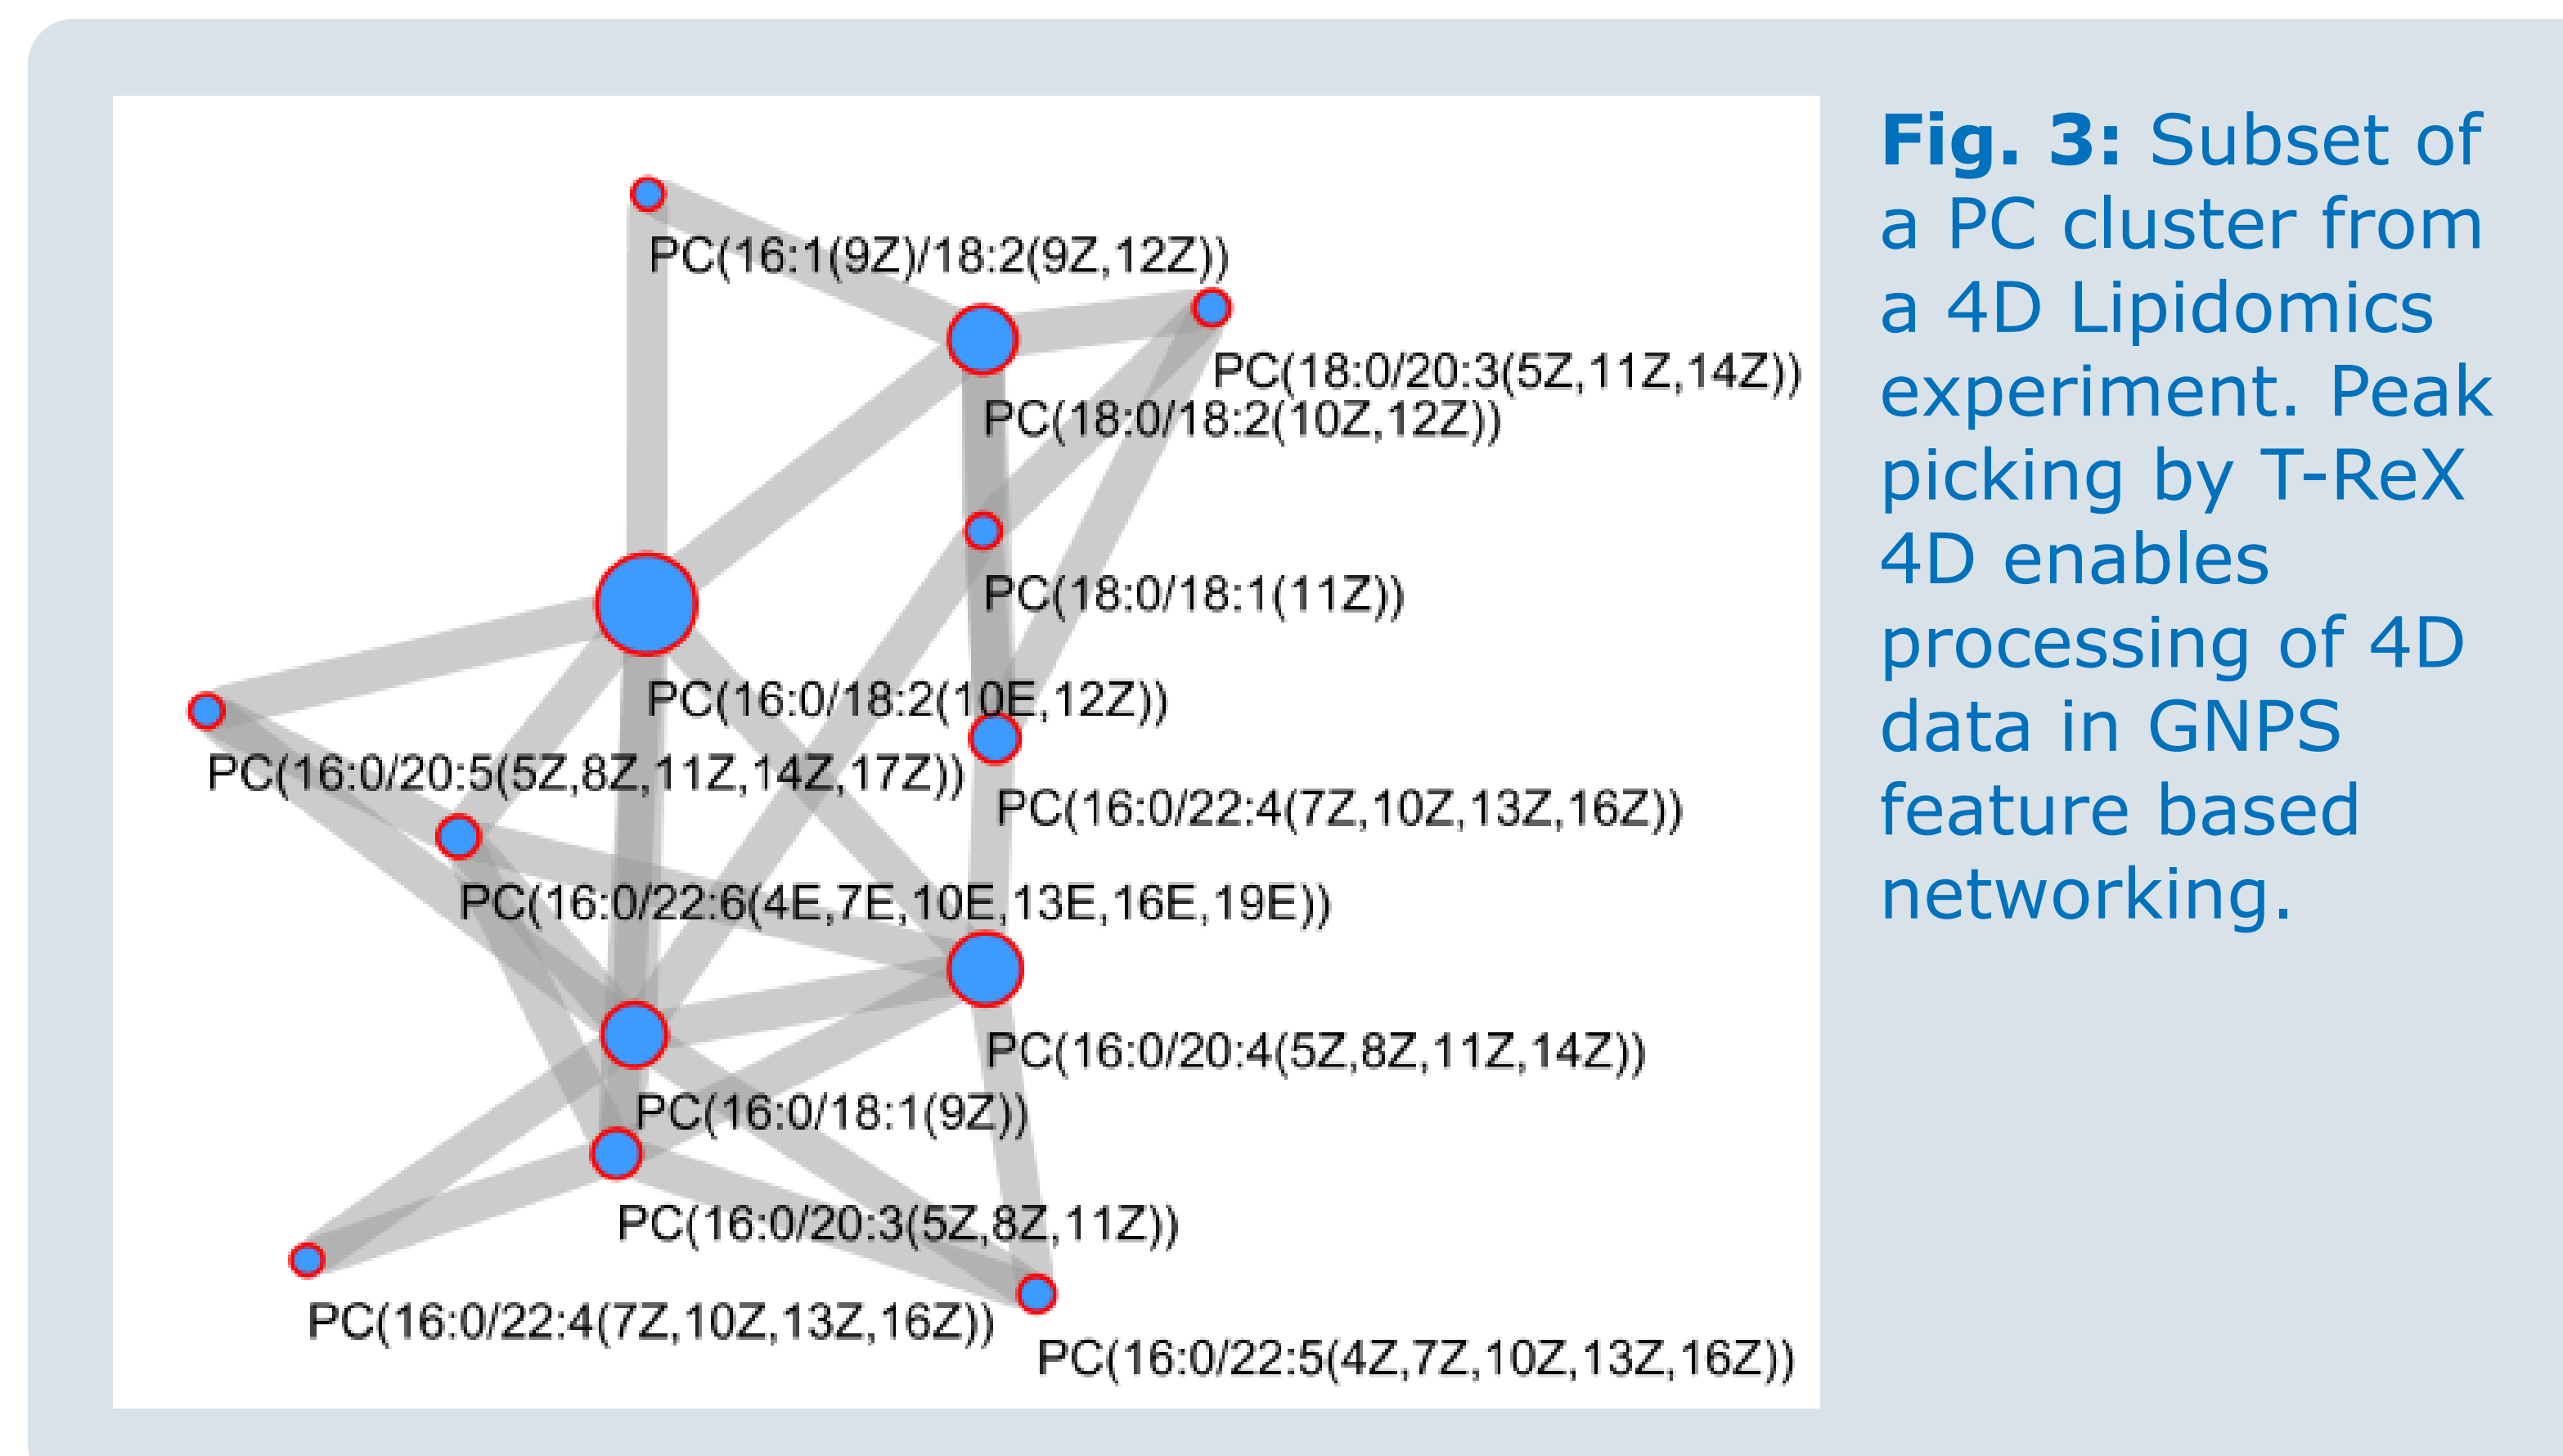 PC(16:1(9Z)/18:2(9Z,12Z))
PC(18:0/20:3(5Z,11Z,14Z))
PC(18:0/18:2(10Z,12Z))
PC(18:0/18:1(11Z))
PC(16:0/18:2(10E,12Z))
PC(16:0/20:5(5Z,8Z,11Z,14Z,17Z))
PC(16:0/22:4(7Z,10Z,13Z,16Z))
PC(16:0/22:6(4E,7E,10E,13E,16E,19E))
PC(16:0/20:4(5Z,8Z,11Z,14Z))
PC(16:0/18:1(9Z))
PC(16:0/20:3(5Z,8Z,11Z))
PC(16:0/22:4(7Z,10Z,13Z,16Z))
PC(16:0/22:5(4Z,7Z,10Z,13Z,16Z))
Fig. 3: Subset of
a PC cluster from
a 4D Lipidomics
experiment. Peak
picking by T-ReX
4D enables
processing of 4D
data in GNPS
feature based
networking.